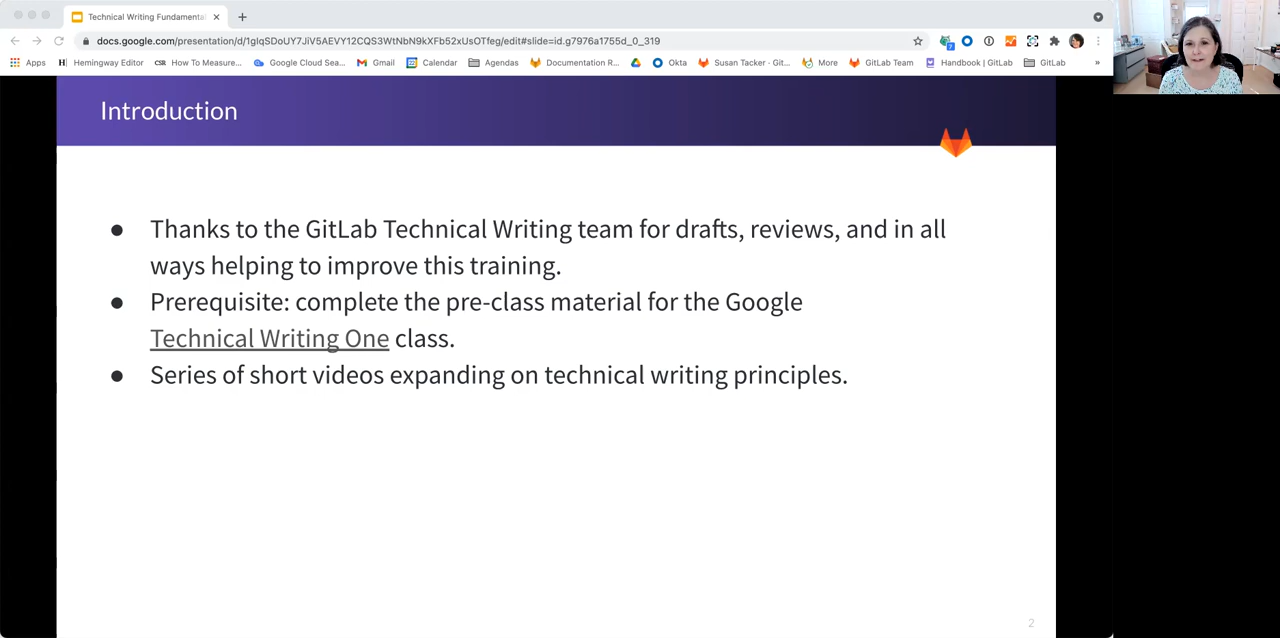 Technical Writing Fundamenta
docs.google.com/presentation/d/1gIqSDoUY7JiV5AEVY12CQS3WtNbN9kXFb52xUsOTfeg/edit#slide=id.g7976a1755d_0_319
Apps Hemingway Editor CSR How To Measure... Google Cloud Sea... Gmail Calendar Agendas Documentation R... Okta Susan Tacker · Git... More GitLab Team Handbook | GitLab GitLab »
Introduction
● Thanks to the GitLab Technical Writing team for drafts, reviews, and in all
ways helping to improve this training.
● Prerequisite: complete the pre-class material for the Google
Technical Writing One class.
● Series of short videos expanding on technical writing principles.
2